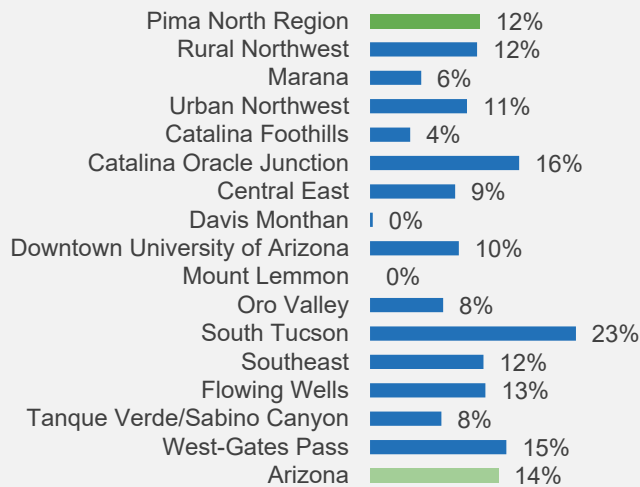 Pima North Region 12%
Rural Northwest 12%
Marana 6%
Urban Northwest 11%
Catalina Foothills 4%
Catalina Oracle Junction 16%
Central East 9%
Davis Monthan 0%
Downtown University of Arizona 10%
Mount Lemmon 0%
Oro Valley 8%
South Tucson 23%
Southeast 12%
Flowing Wells 13%
Tanque Verde/Sabino Canyon 8%
West-Gates Pass 15%
Arizona 14%